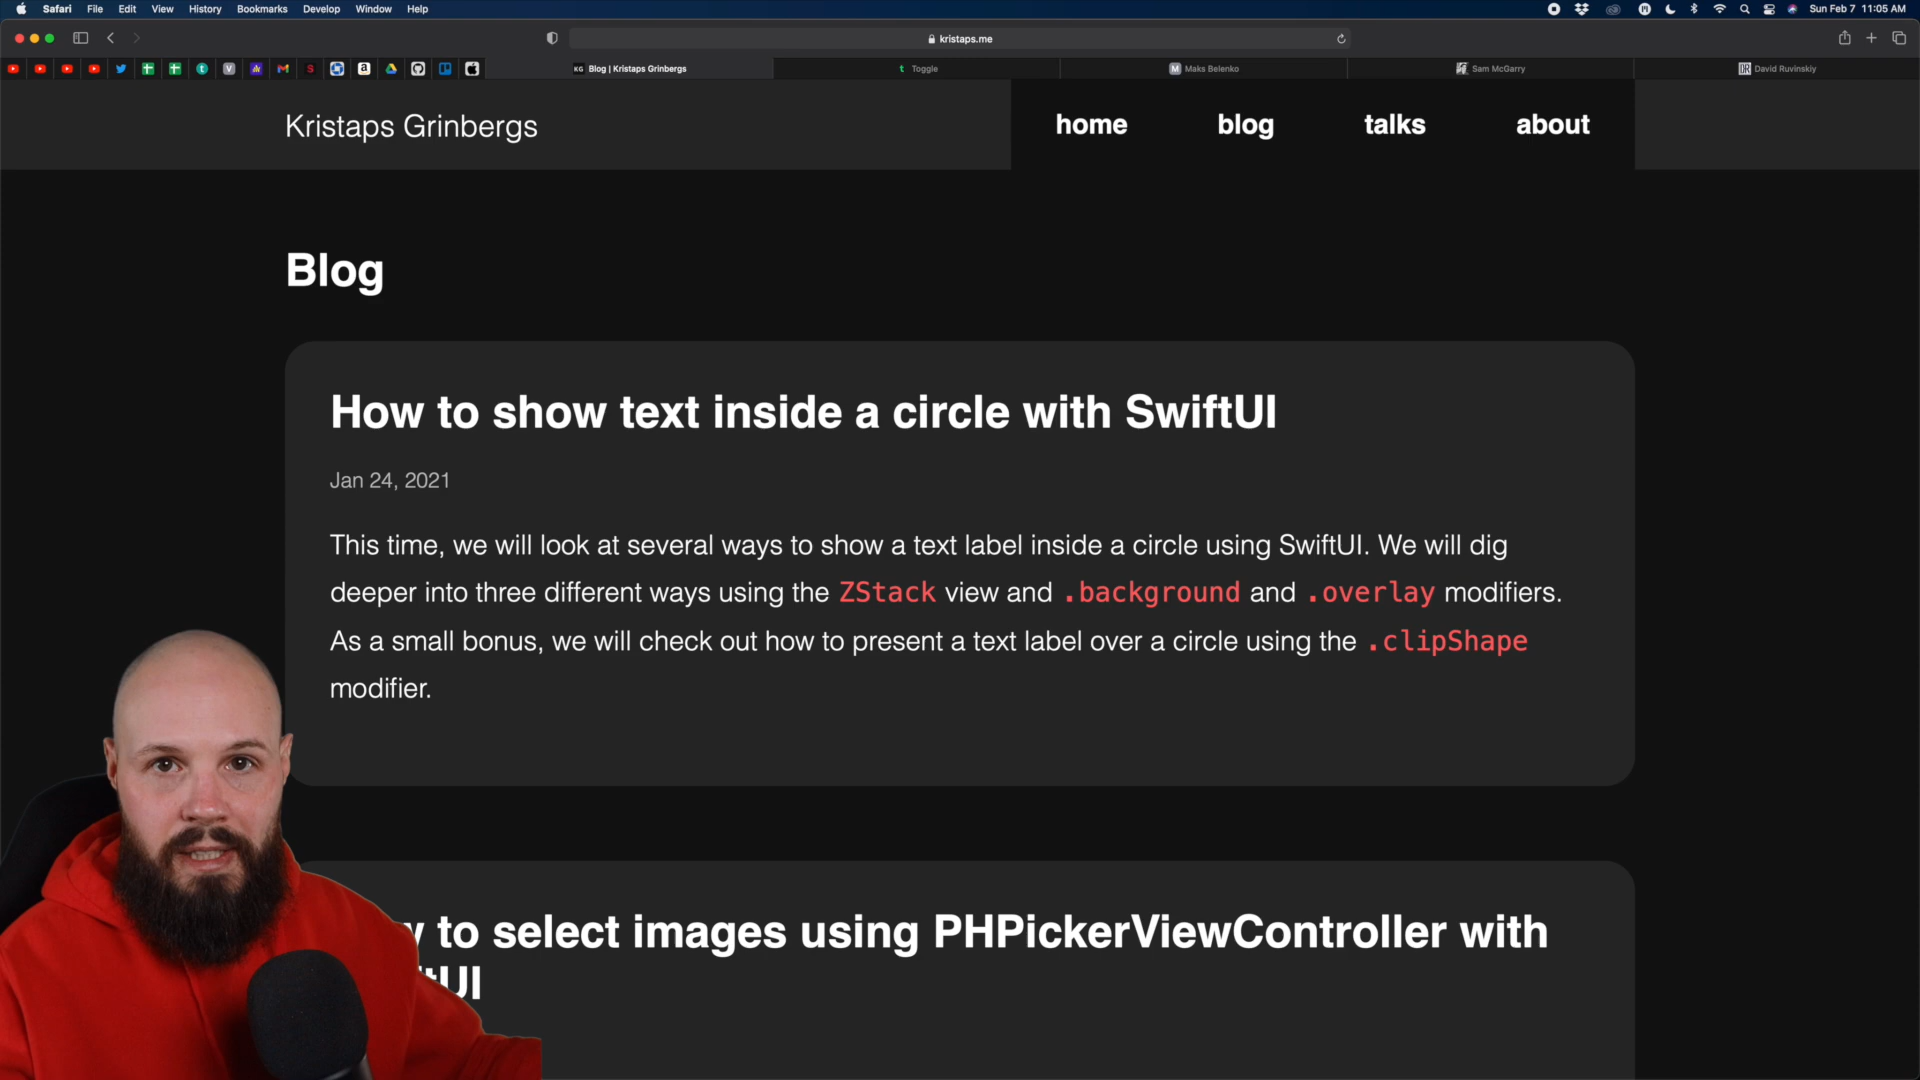 Safari File Edit View History Bookmarks Develop Window Help Sun Feb 7 11:05 AM
kristaps.me
KG Blog | Kristaps Grinbergs t Toggle M Maks Belenko Sam McGarry DR David Ruvinskiy
Kristaps Grinbergs home blog talks about
Blog
How to show text inside a circle with SwiftUI
Jan 24, 2021
This time, we will look at several ways to show a text label inside a circle using SwiftUI. We will dig
deeper into three different ways using the ZStack view and .background and .overlay modifiers.
As a small bonus, we will check out how to present a text label over a circle using the .clipShape
modifier.
to select images using PHPickerViewController with
tUI